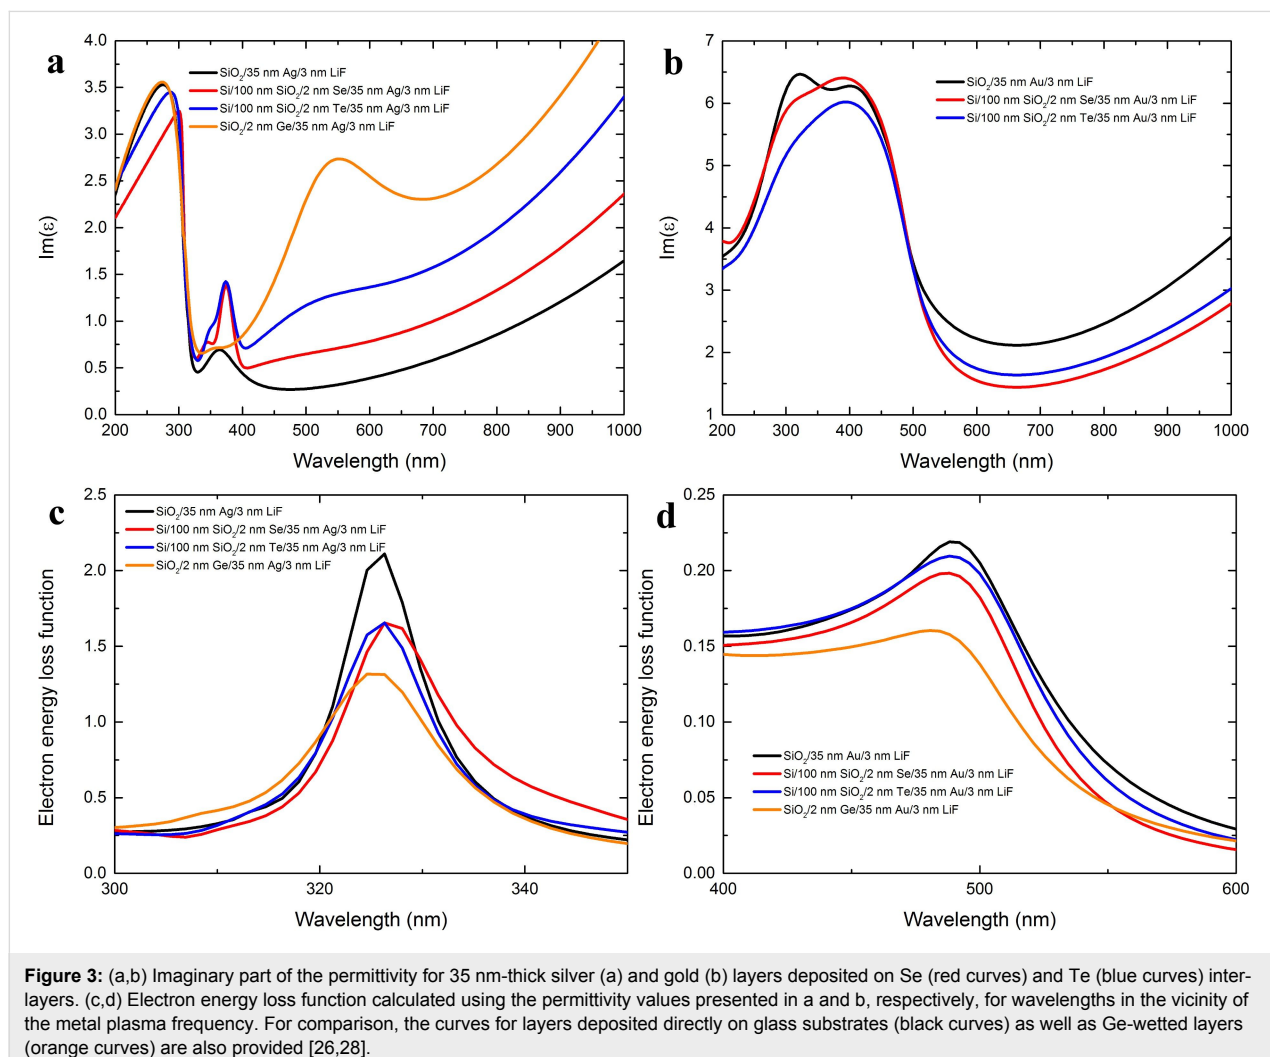 a
4.0
3.5
3.0
2.5
2.0
1.5
1.0
0.5
0.0
Im(ε)
SiO2/35 nm Ag/3 nm LiF
Si/100 nm SiO2/2 nm Se/35 nm Ag/3 nm LiF
Si/100 nm SiO2/2 nm Te/35 nm Ag/3 nm LiF
SiO2/2 nm Ge/35 nm Ag/3 nm LiF
200 300 400 500 600 700 800 900 1000
Wavelength (nm)
b
7
6
5
4
3
2
1
Im(ε)
SiO2/35 nm Au/3 nm LiF
Si/100 nm SiO2/2 nm Se/35 nm Au/3 nm LiF
Si/100 nm SiO2/2 nm Te/35 nm Au/3 nm LiF
200 300 400 500 600 700 800 900 1000
Wavelength (nm)
c
2.5
2.0
1.5
1.0
0.5
0.0
Electron energy loss function
SiO2/35 nm Ag/3 nm LiF
Si/100 nm SiO2/2 nm Se/35 nm Ag/3 nm LiF
Si/100 nm SiO2/2 nm Te/35 nm Ag/3 nm LiF
SiO2/2 nm Ge/35 nm Ag/3 nm LiF
300 320 340
Wavelength (nm)
d
0.25
0.20
0.15
0.10
0.05
0.00
Electron energy loss function
SiO2/35 nm Au/3 nm LiF
Si/100 nm SiO2/2 nm Se/35 nm Au/3 nm LiF
Si/100 nm SiO2/2 nm Te/35 nm Au/3 nm LiF
SiO2/2 nm Ge/35 nm Au/3 nm LiF
400 500 600
Wavelength (nm)
Figure 3: (a,b) Imaginary part of the permittivity for 35 nm-thick silver (a) and gold (b) layers deposited on Se (red curves) and Te (blue curves) inter-
layers. (c,d) Electron energy loss function calculated using the permittivity values presented in a and b, respectively, for wavelengths in the vicinity of
the metal plasma frequency. For comparison, the curves for layers deposited directly on glass substrates (black curves) as well as Ge-wetted layers
(orange curves) are also provided [26,28].